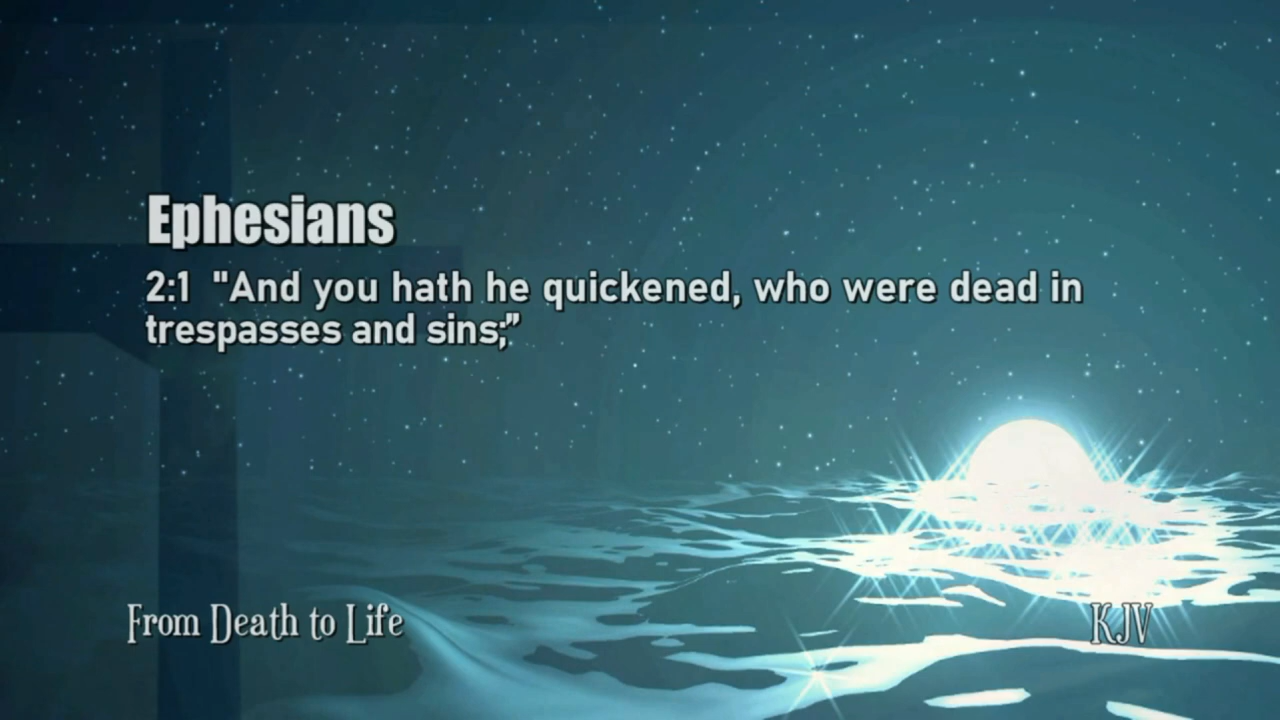 Ephesians
2:1 "And you hath he quickened, who were dead in
trespasses and sins;”
From Death to Life
KJV